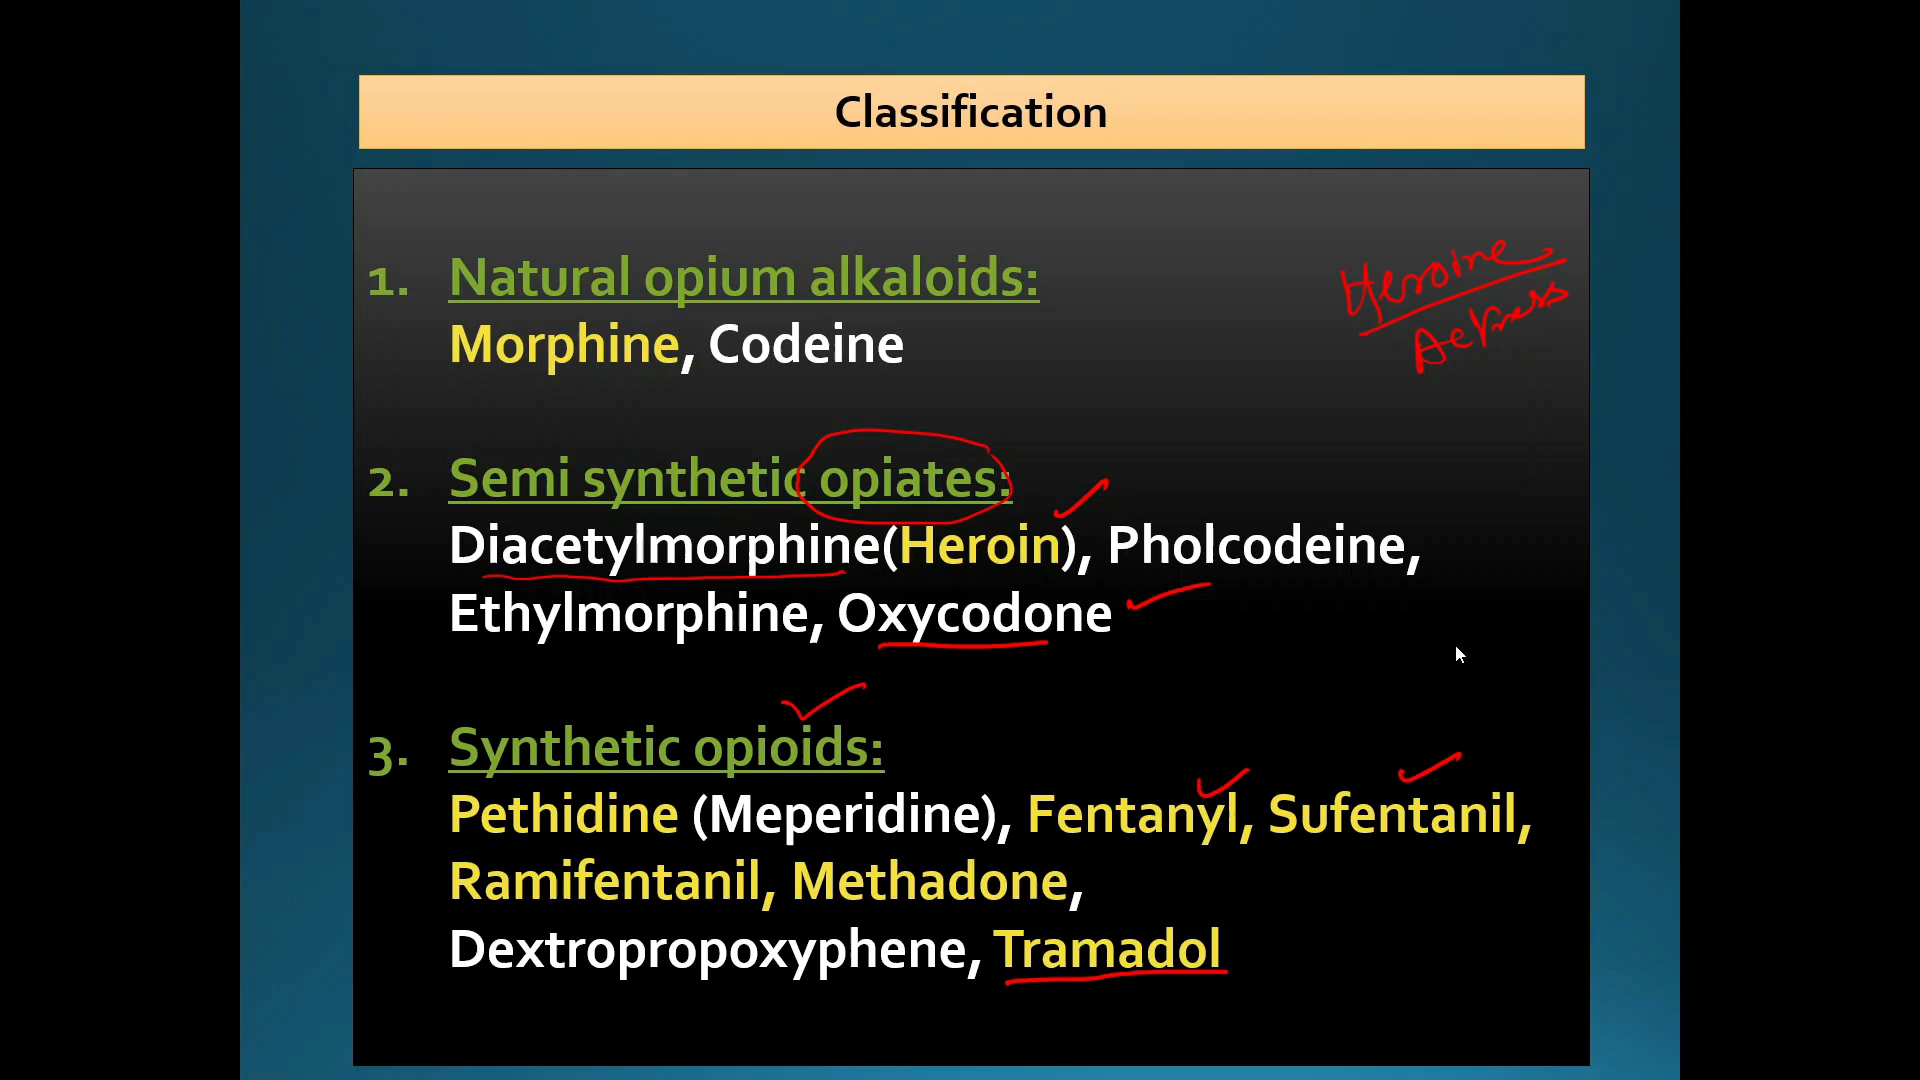 Classification
1. Natural opium alkaloids:
Heroine
Actress
Morphine, Codeine
2. Semi synthetic opiates:
Diacetylmorphine(Heroin), Pholcodeine,
Ethylmorphine, Oxycodone
3. Synthetic opioids:
Pethidine (Meperidine), Fentanyl, Sufentanil,
Ramifentanil, Methadone,
Dextropropoxyphene, Tramadol